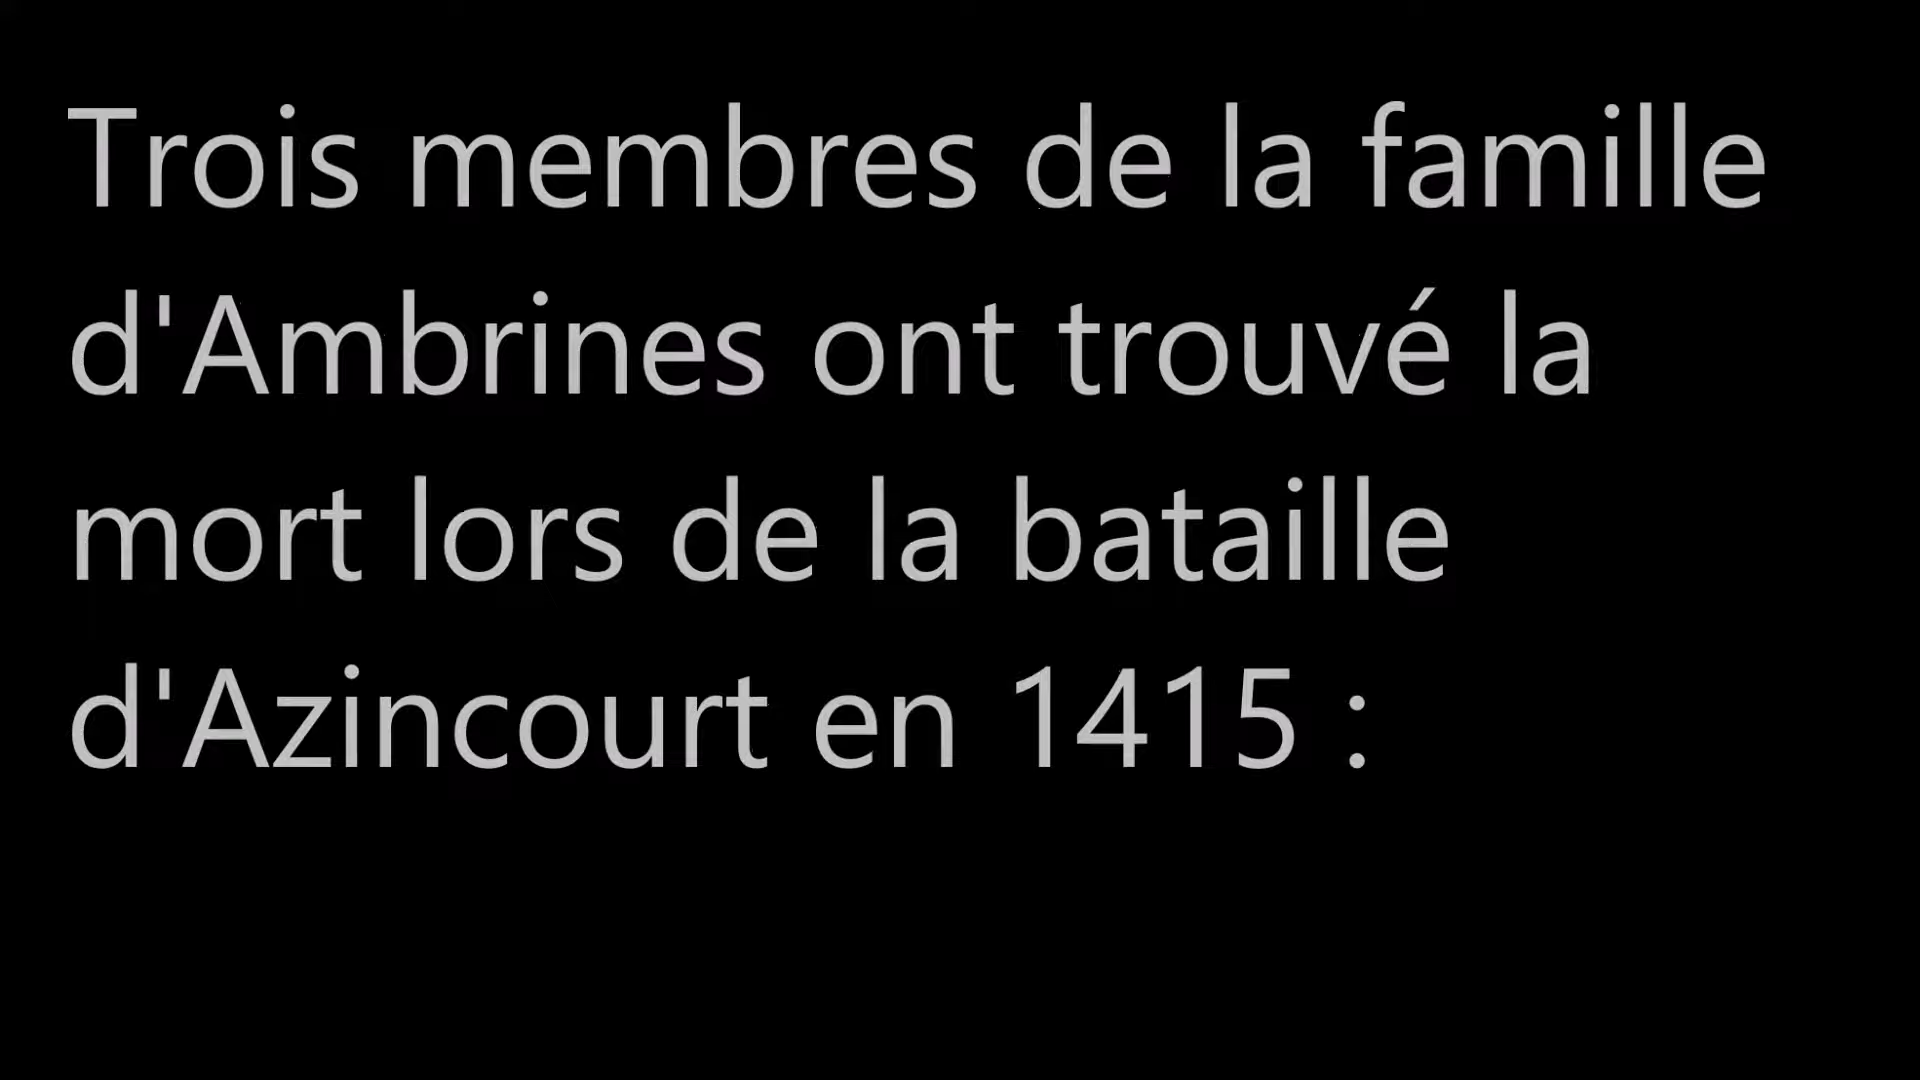 Trois membres de la famille
d'Ambrines ont trouvé la
mort lors de la bataille
d'Azincourt en 1415 :